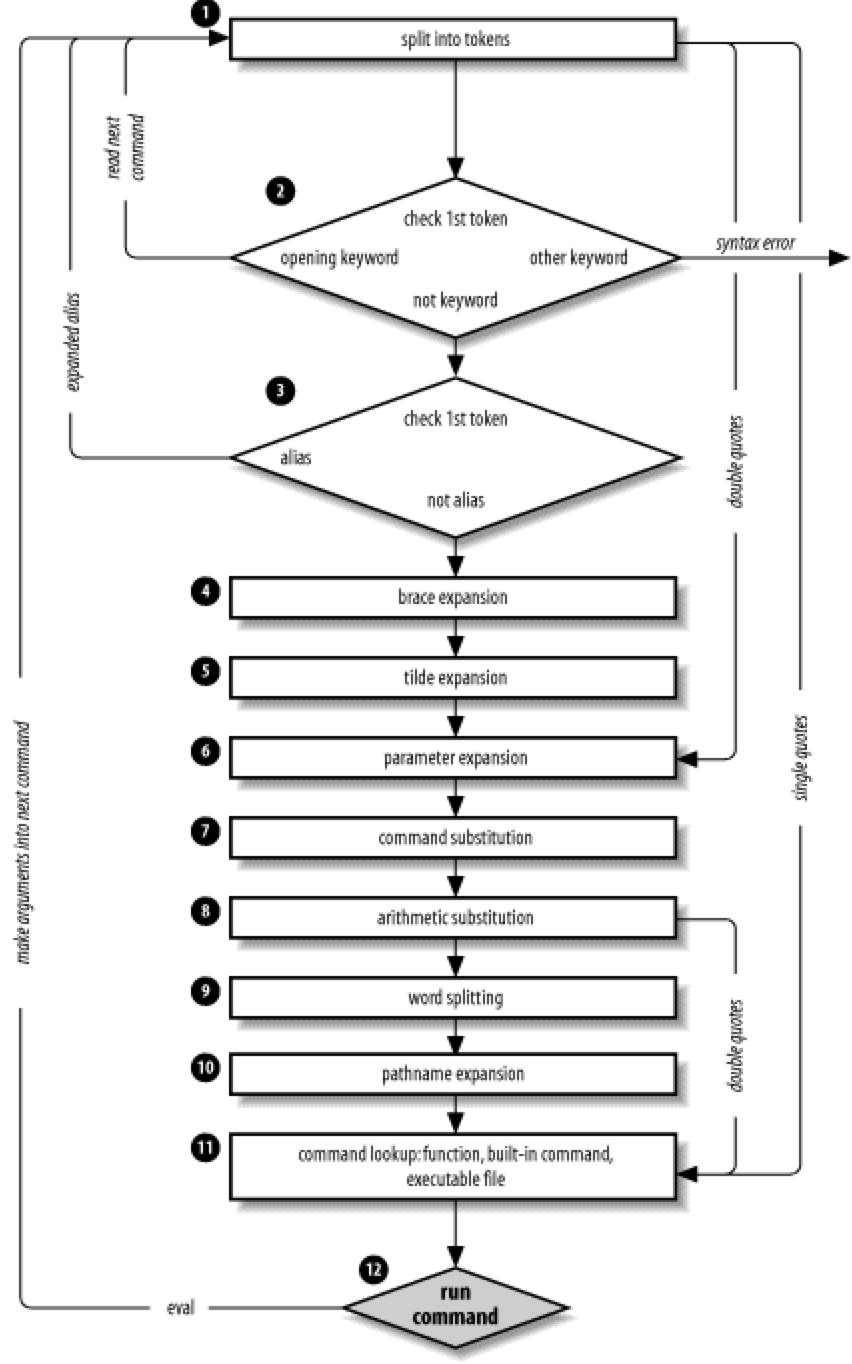 1
split into tokens
read next
command
2
check 1st token
opening keyword
other keyword
not keyword
syntax error
expanded alias
3
check 1st token
alias
not alias
double quotes
4
brace expansion
5
tilde expansion
6
parameter expansion
single quotes
make arguments into next command
7
command substitution
8
arithmetic substitution
9
word splitting
double quotes
10
pathname expansion
11
command lookup: function, built-in command,
executable file
12
run
command
eval